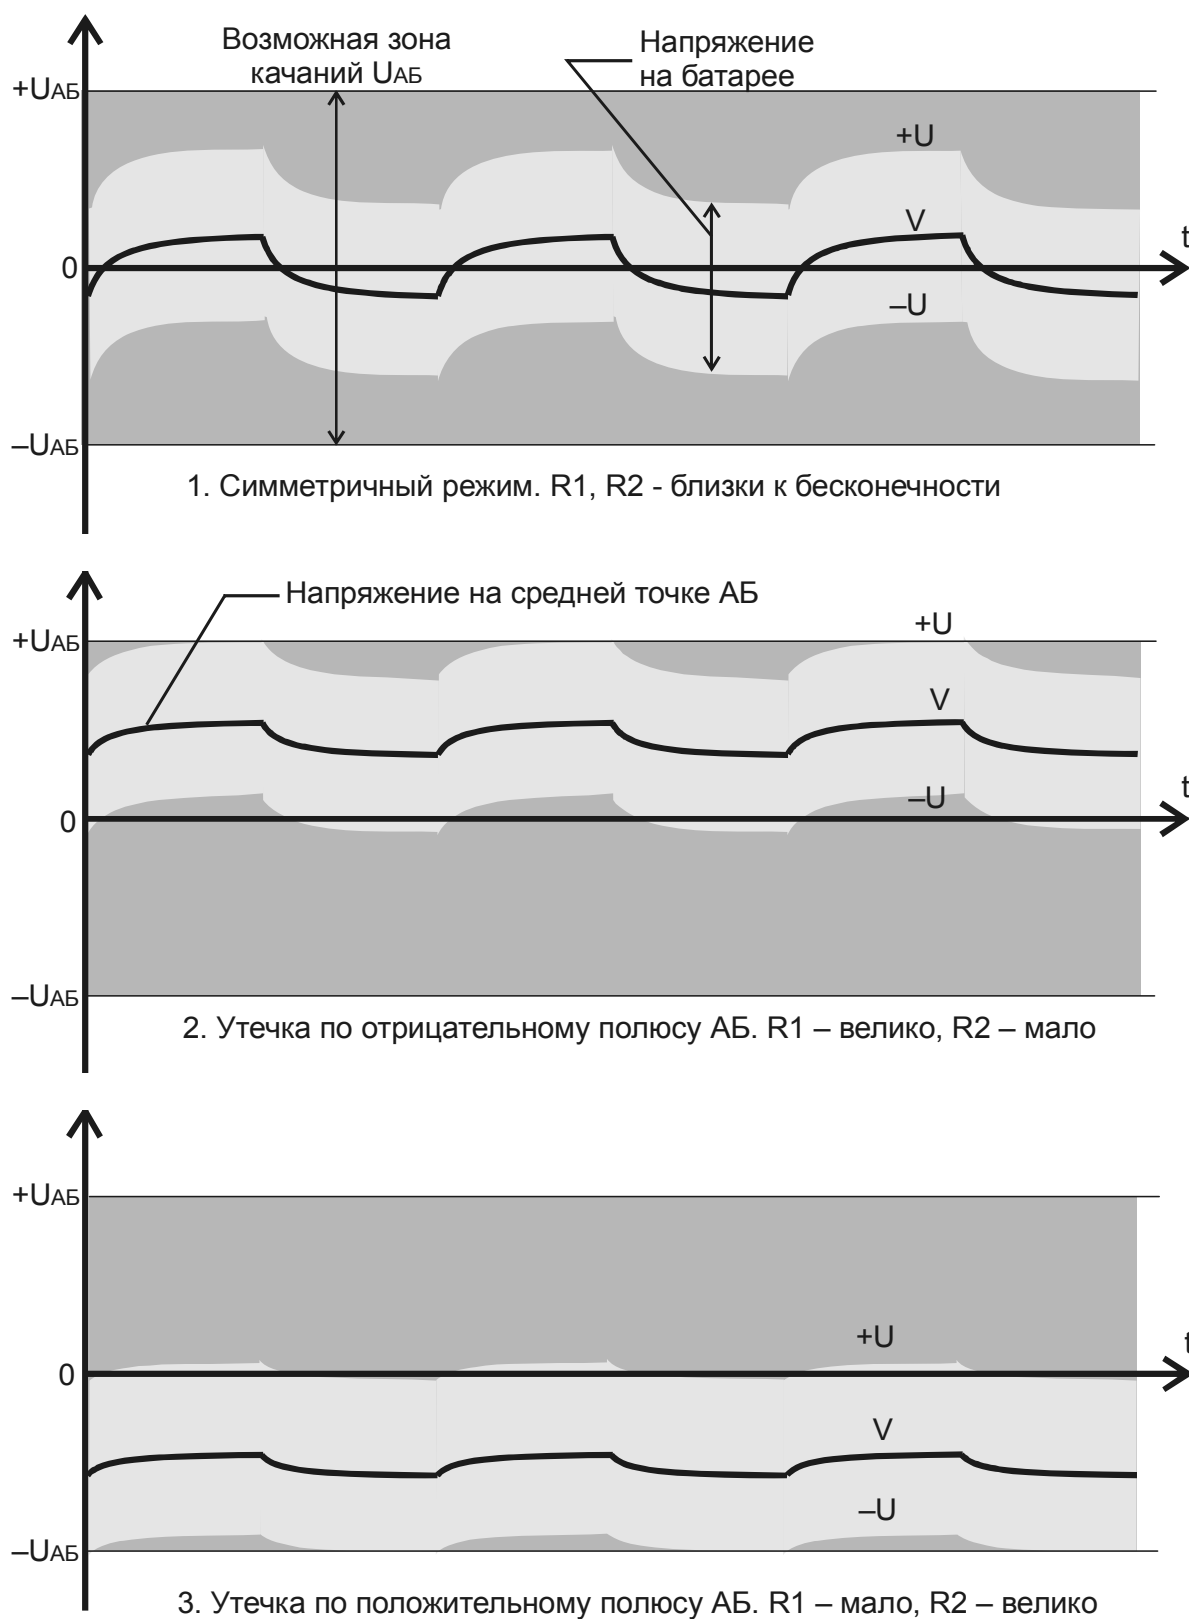 Возможная зона
качаний UАБ
Напряжение
на батарее
+UАБ
+U
V
t
0
–U
–UАБ
1. Симметричный режим. R1, R2 - близки к бесконечности
Напряжение на средней точке АБ
+UАБ
+U
V
t
–U
0
–UАБ
2. Утечка по отрицательному полюсу АБ. R1 – велико, R2 – мало
+UАБ
+U
t
0
V
–U
–UАБ
3. Утечка по положительному полюсу АБ. R1 – мало, R2 – велико